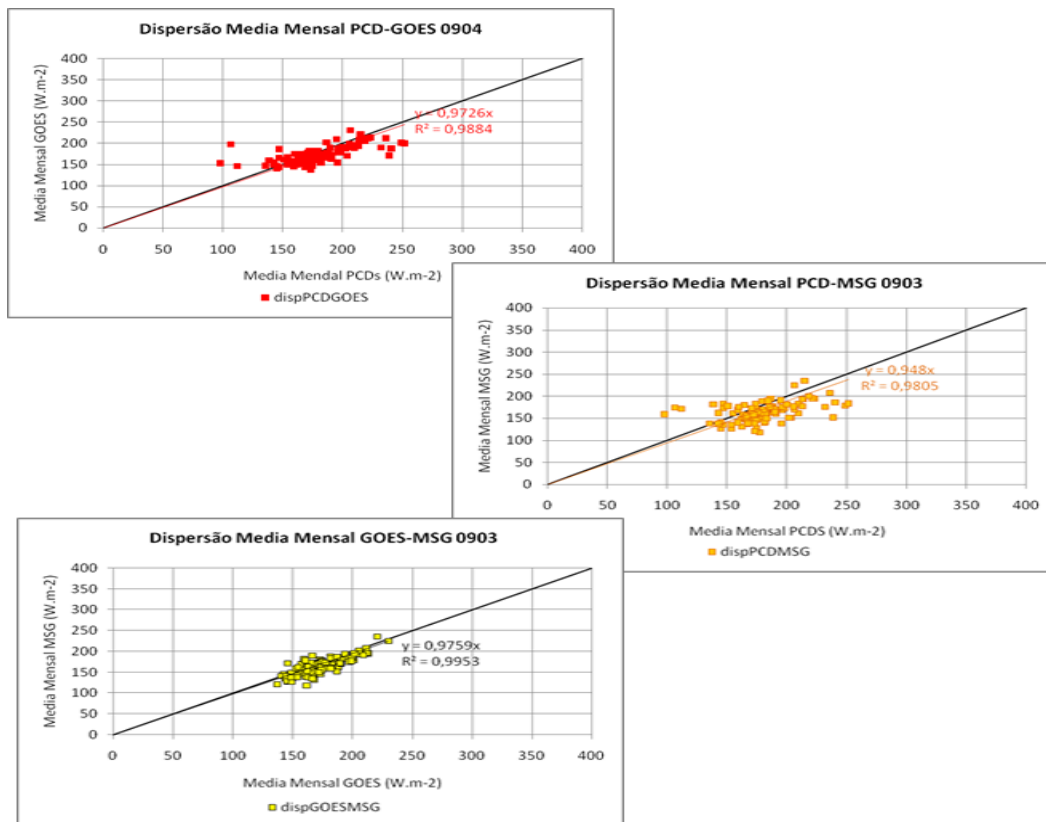 Dispersão Media Mensal PCD-GOES 0904
Media Mensal GOES (W.m-2)
400
350
300
250
200
150
100
50
0
y = 0,9726x
R² = 0,9884
0 50 100 150 200 250 300 350 400
Media Mendal PCDs (W.m-2)
dispPCDGOES
Dispersão Media Mensal PCD-MSG 0903
Media Mensal MSG (W.m-2)
400
350
300
250
200
150
100
50
0
y = 0,948x
R² = 0,9805
0 50 100 150 200 250 300 350 400
Media Mensal PCDS (W.m-2)
dispPCDMSG
Dispersão Media Mensal GOES-MSG 0903
Media Mensal MSG (W.m-2)
400
350
300
250
200
150
100
50
0
y = 0,9759x
R² = 0,9953
0 50 100 150 200 250 300 350 400
Media Mensal GOES (W.m-2)
dispGOESMSG